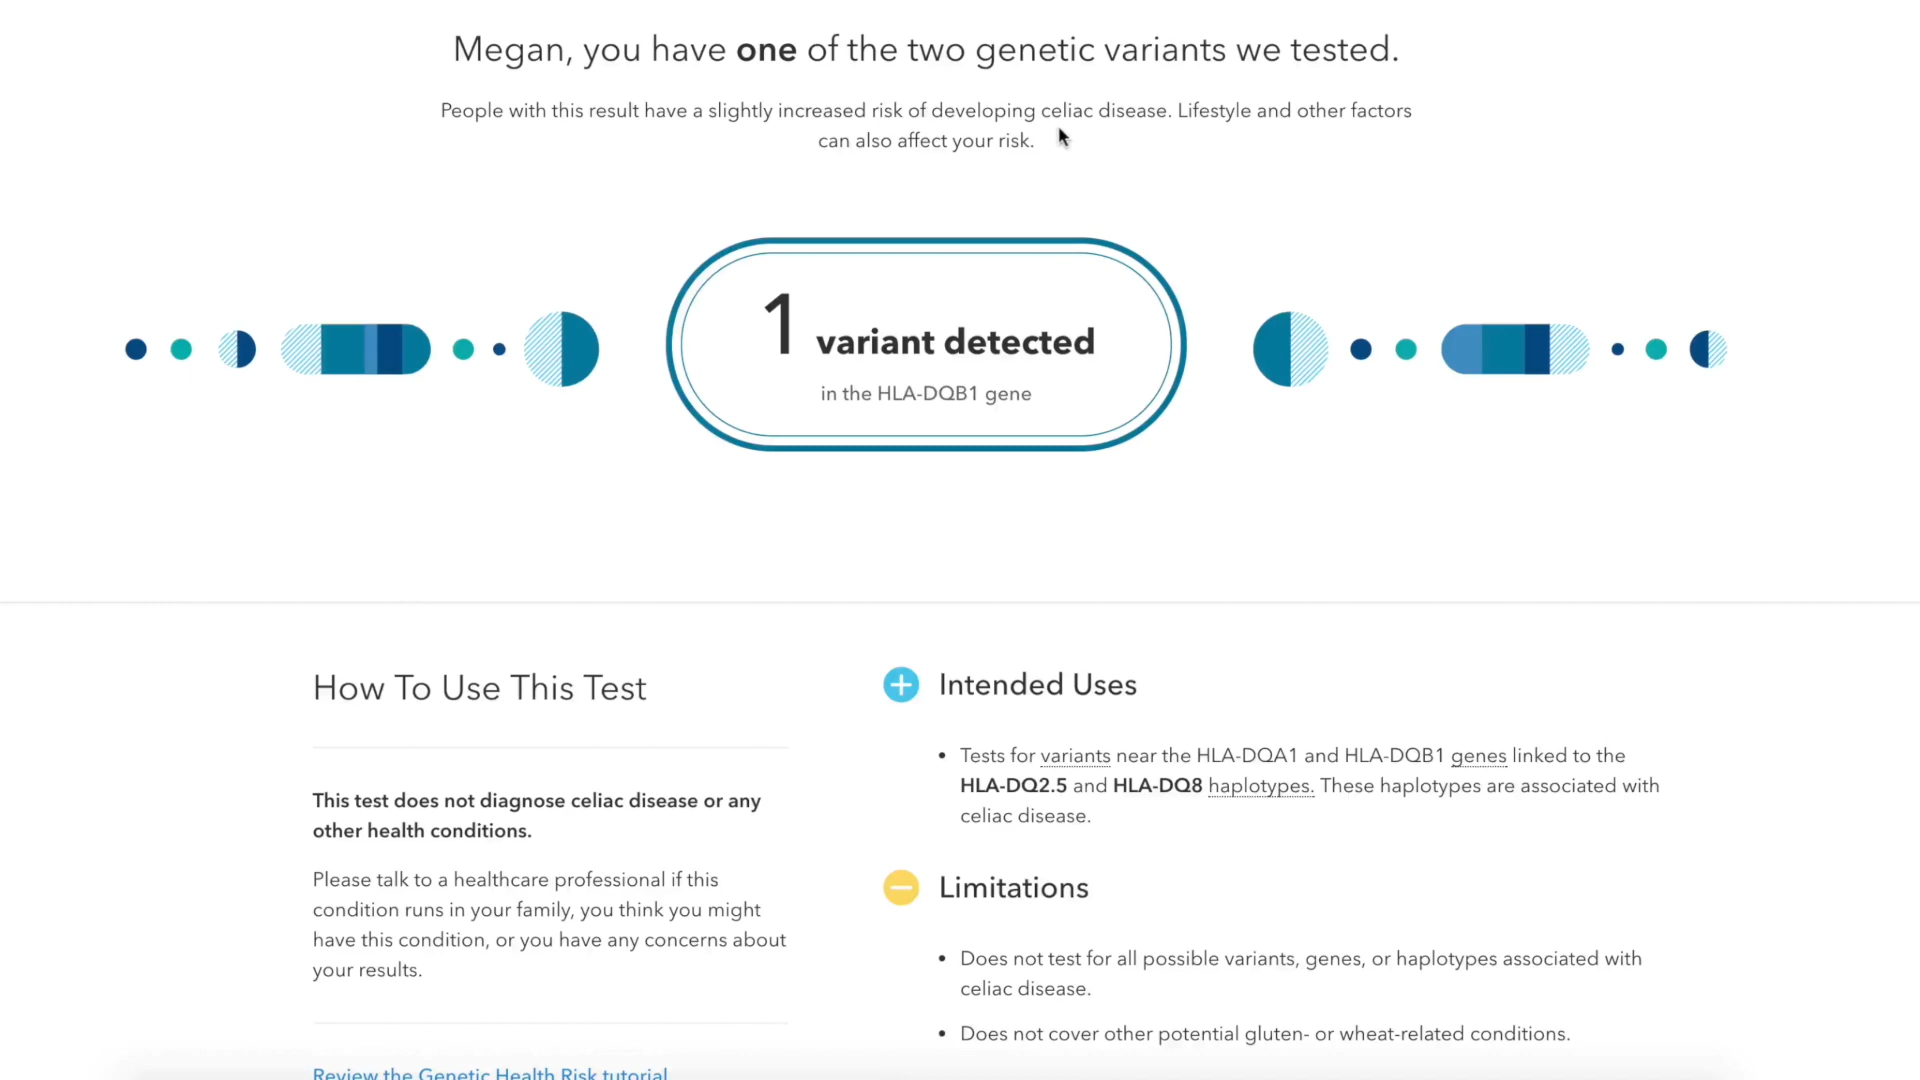 Megan, you have one of the two genetic variants we tested.
People with this result have a slightly increased risk of developing celiac disease. Lifestyle and other factors
can also affect your risk.
1 variant detected
in the HLA-DQB1 gene
How To Use This Test
This test does not diagnose celiac disease or any
other health conditions.
Please talk to a healthcare professional if this
condition runs in your family, you think you might
have this condition, or you have any concerns about
your results.
Review the Genetic Health Risk tutorial
Intended Uses
• Tests for variants near the HLA-DQA1 and HLA-DQB1 genes linked to the
HLA-DQ2.5 and HLA-DQ8 haplotypes. These haplotypes are associated with
celiac disease.
Limitations
• Does not test for all possible variants, genes, or haplotypes associated with
celiac disease.
• Does not cover other potential gluten- or wheat-related conditions.